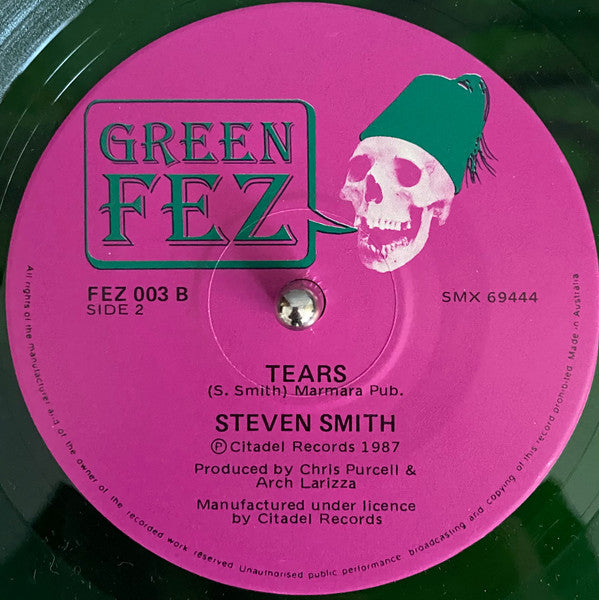 GREEN
FEZ
FEZ 003 B
SIDE 2
SMX 69444
TEARS
(S. Smith) Marmara Pub.
STEVEN SMITH
Ⓟ Citadel Records 1987
Produced by Chris Purcell &
Arch Larizza
Manufactured under licence
by Citadel Records
All rights of the manufacturer and of the owner of the recorded work reserved Unauthorised public performance broadcasting and copying of this record prohibited. Made in Australia